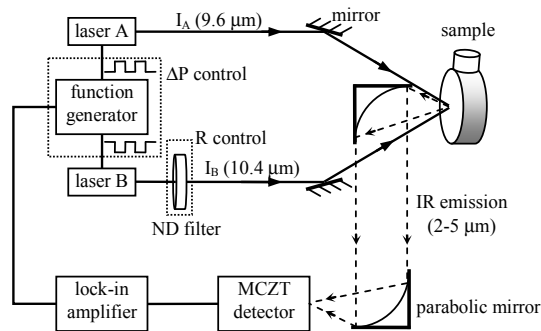 laser A
I_A (9.6 μm)
mirror
sample
ΔP control
function
generator
R control
laser B
I_B (10.4 μm)
ND filter
IR emission
(2-5 μm)
lock-in
amplifier
MCZT
detector
parabolic mirror